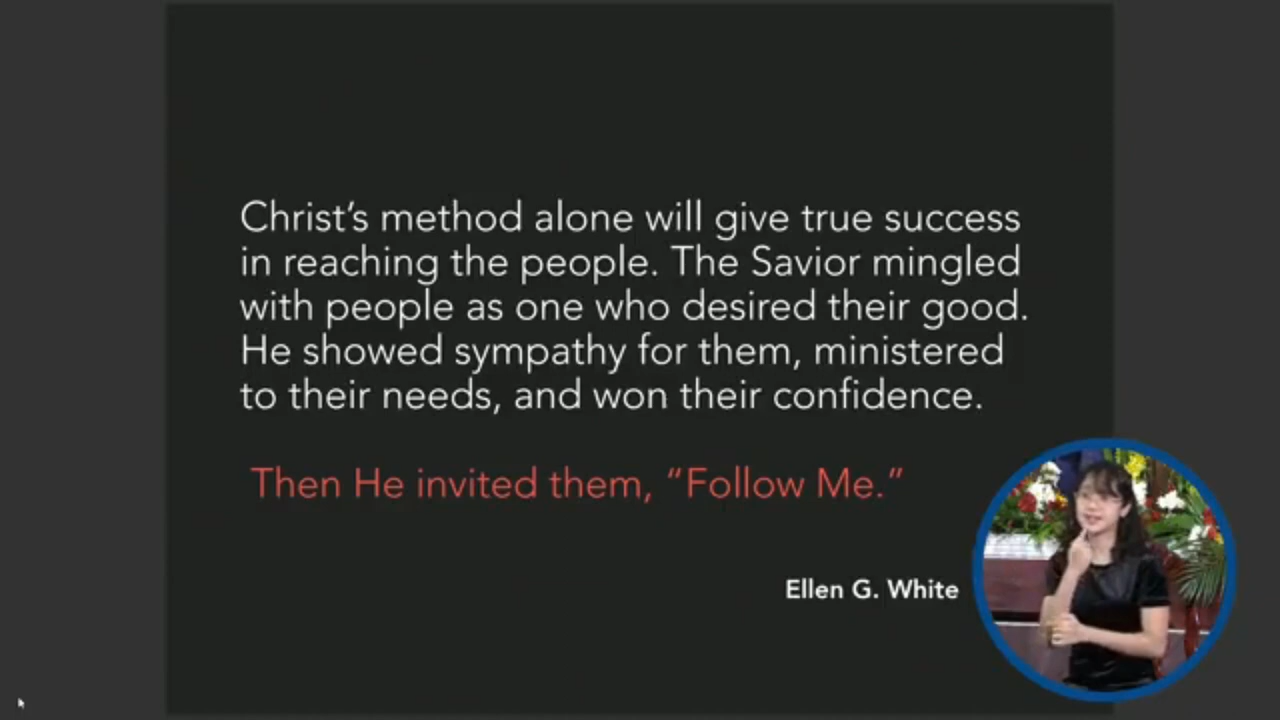 Christ’s method alone will give true success
in reaching the people. The Savior mingled
with people as one who desired their good.
He showed sympathy for them, ministered
to their needs, and won their confidence.
Then He invited them, “Follow Me.”
Ellen G. White